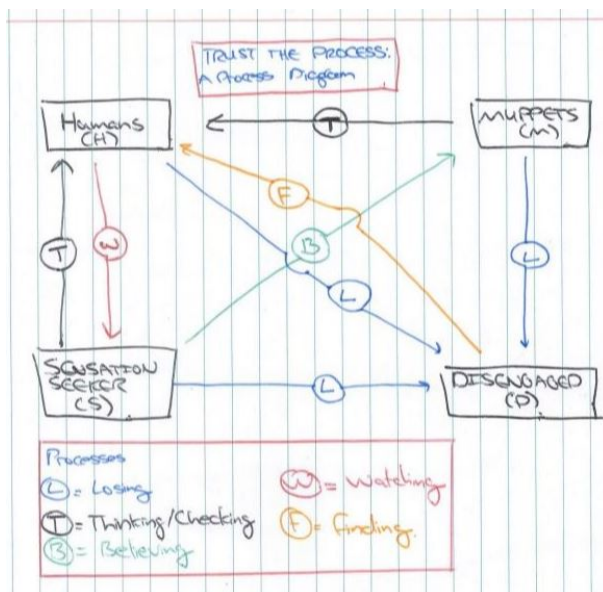 TRUST THE PROCESS:
A Process Diagram
Humans
(H)
T
MUPPETS
(M)
F
T
W
B
L
L
SENSATION
SEEKER
(S)
L
DISENGAGED
(D)
Processes
L = Losing
W = Watching
T = Thinking/Checking
F = Finding.
B = Believing